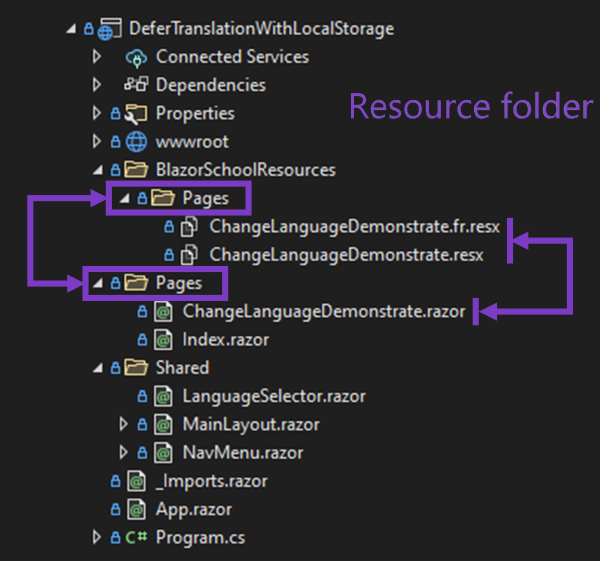 DeferTranslationWithLocalStorage
Connected Services
Dependencies
Resource folder
Properties
wwwroot
BlazorSchoolResources
Pages
ChangeLanguageDemonstrate.fr.resx
ChangeLanguageDemonstrate.resx
Pages
ChangeLanguageDemonstrate.razor
Index.razor
Shared
LanguageSelector.razor
MainLayout.razor
NavMenu.razor
_Imports.razor
App.razor
C# Program.cs